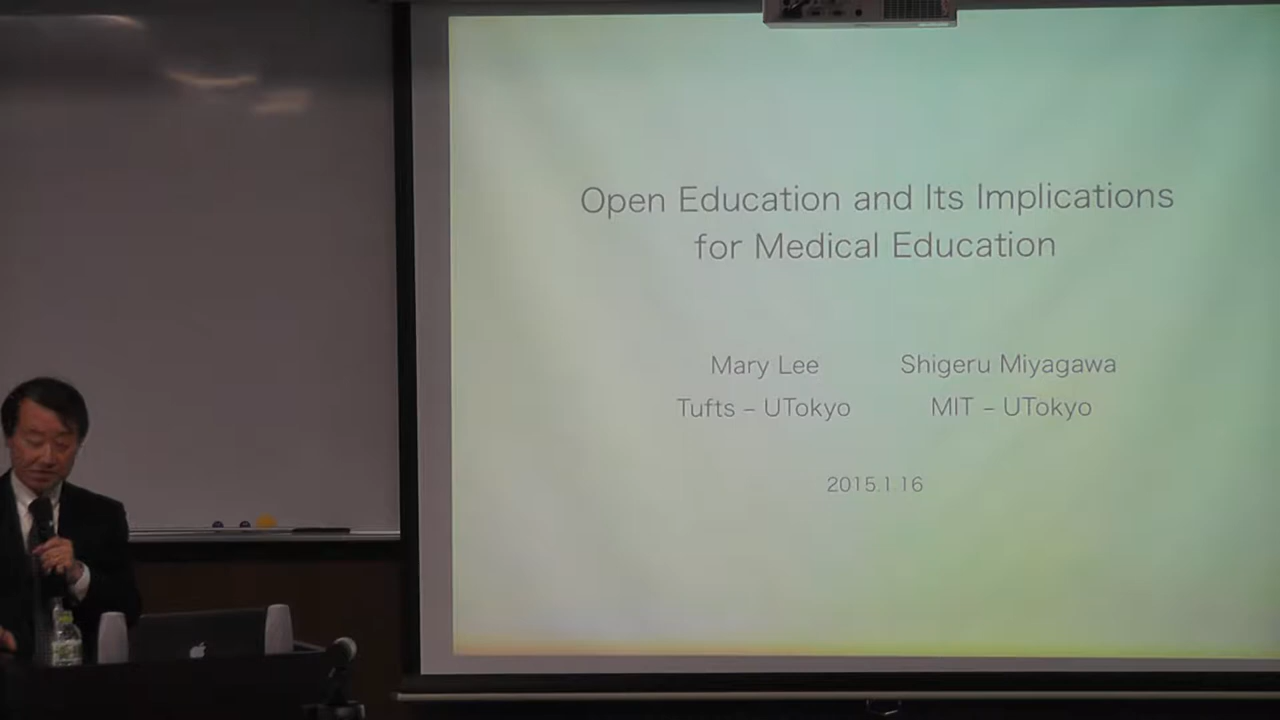 Open Education and Its Implications
for Medical Education
Mary Lee
Shigeru Miyagawa
Tufts – UTokyo
MIT – UTokyo
2015.1.16